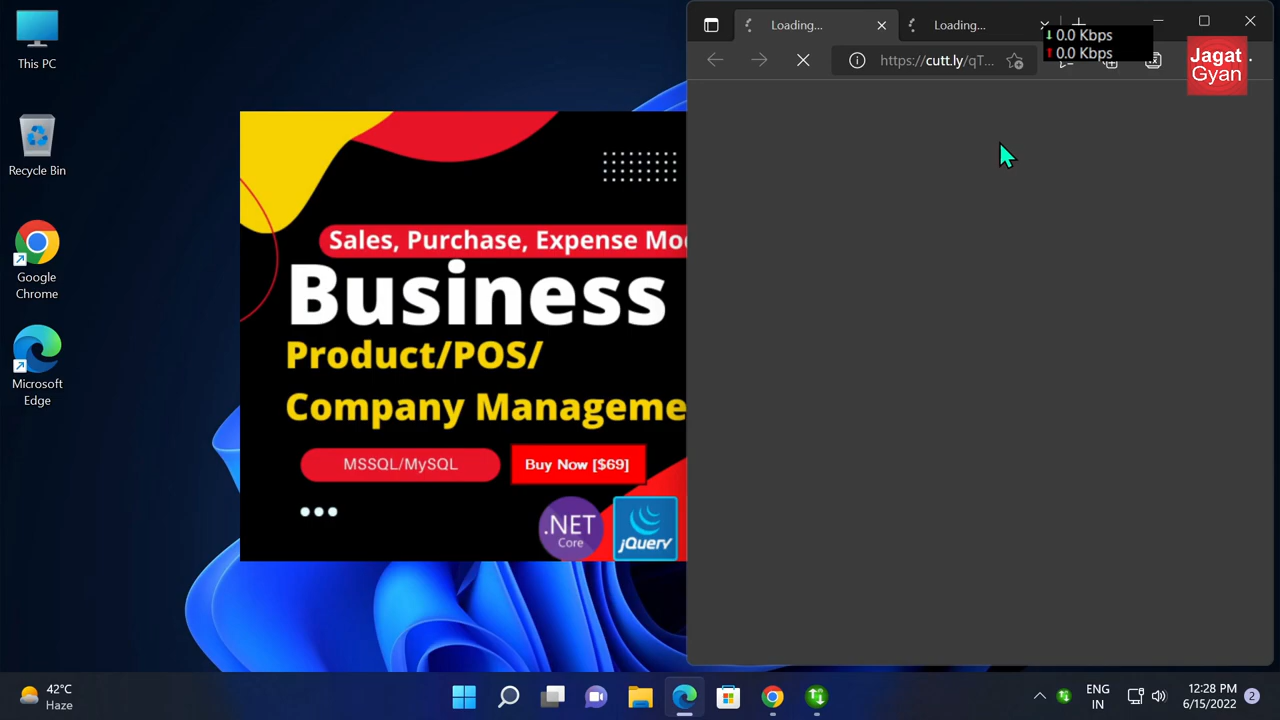 This PC
Recycle Bin
Google
Chrome
Microsoft
Edge
Sales, Purchase, Expense
Business
Product/POS/
Company
MSSQL/MySQL
Buy Now [$69]
.NET
Core
jQuery
Loading...
Loading...
https://cutt.ly/qT...
0.0 Kbps
0.0 Kbps
Jagat
Gyan
42°C
Haze
ENG
IN
12:28 PM
6/15/2022
2